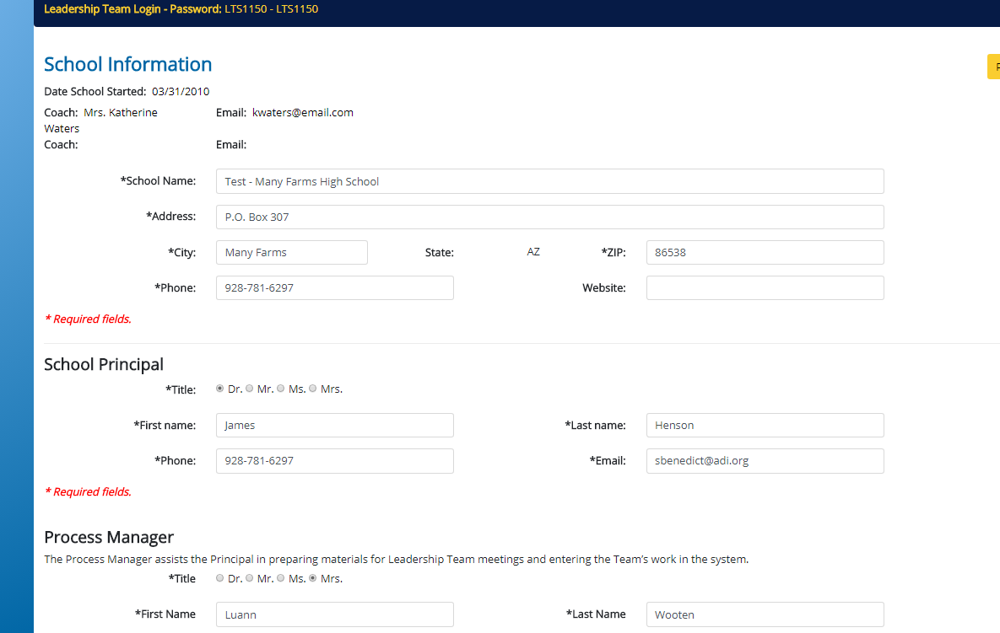 Leadership Team Login - Password: LTS1150 - LTS1150
School Information
Date School Started: 03/31/2010
Coach: Mrs. Katherine Waters Email: kwaters@email.com
Coach: Email:
*School Name: Test - Many Farms High School
*Address: P.O. Box 307
*City: Many Farms State: AZ *ZIP: 86538
*Phone: 928-781-6297 Website:
* Required fields.
School Principal
*Title: Dr. Mr. Ms. Mrs.
*First name: James *Last name: Henson
*Phone: 928-781-6297 *Email: sbenedict@adi.org
* Required fields.
Process Manager
The Process Manager assists the Principal in preparing materials for Leadership Team meetings and entering the Team's work in the system.
*Title Dr. Mr. Ms. Mrs.
*First Name Luann *Last Name Wooten